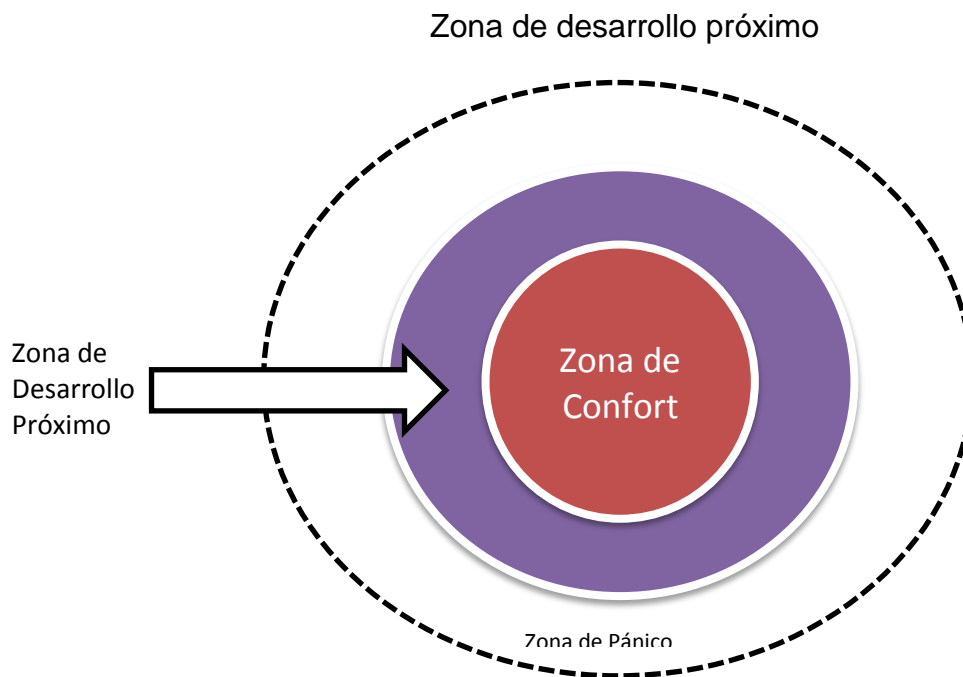 Zona de desarrollo próximo
Zona de
Desarrollo
Próximo
Zona de
Confort
Zona de Pánico